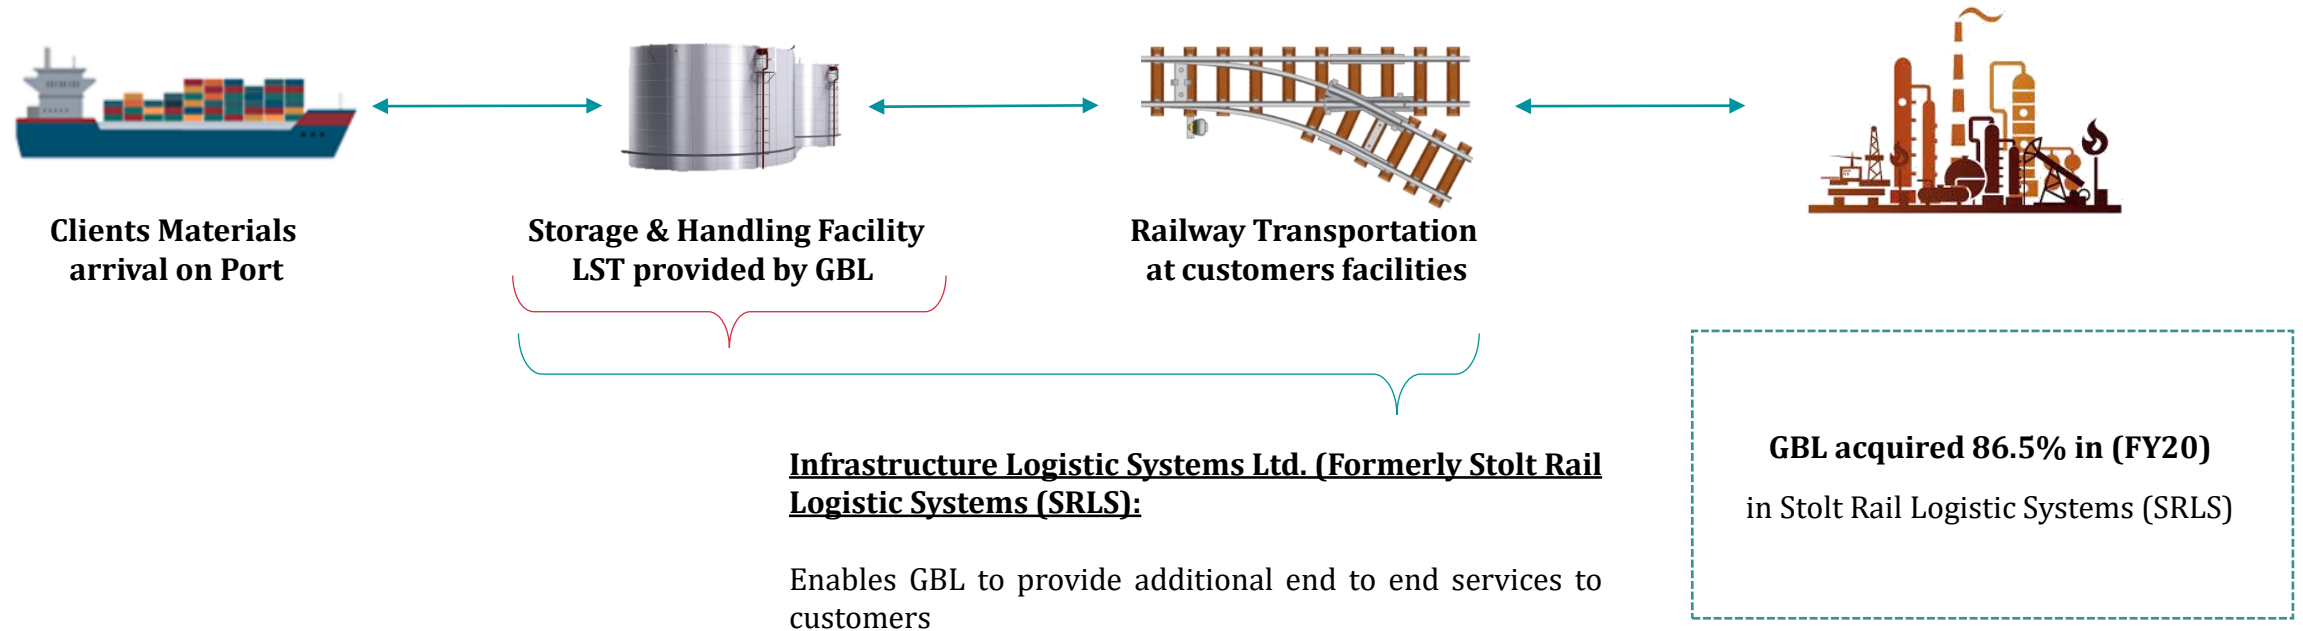 Clients Materials
arrival on Port
Storage & Handling Facility
LST provided by GBL
Railway Transportation
at customers facilities
Infrastructure Logistic Systems Ltd. (Formerly Stolt Rail
Logistic Systems (SRLS):
Enables GBL to provide additional end to end services to
customers
GBL acquired 86.5% in (FY20)
in Stolt Rail Logistic Systems (SRLS)